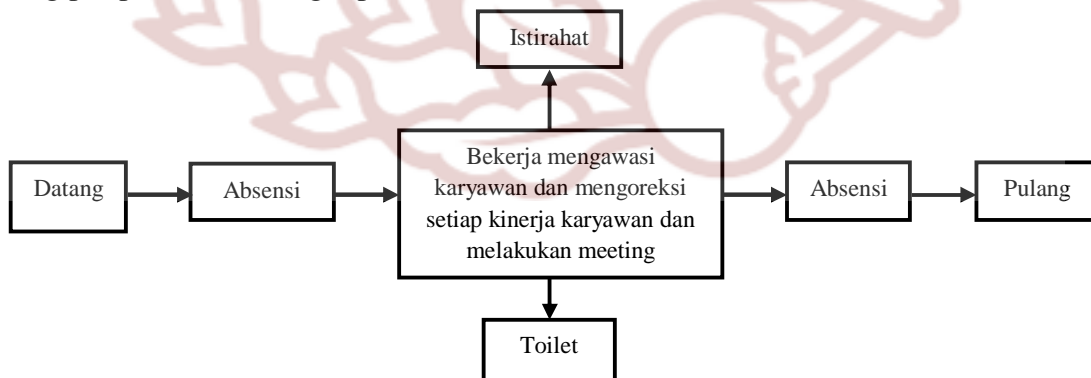 Istirahat
Datang
Absensi
Bekerja mengawasi
karyawan dan mengoreksi
setiap kinerja karyawan dan
melakukan meeting
Absensi
Pulang
Toilet